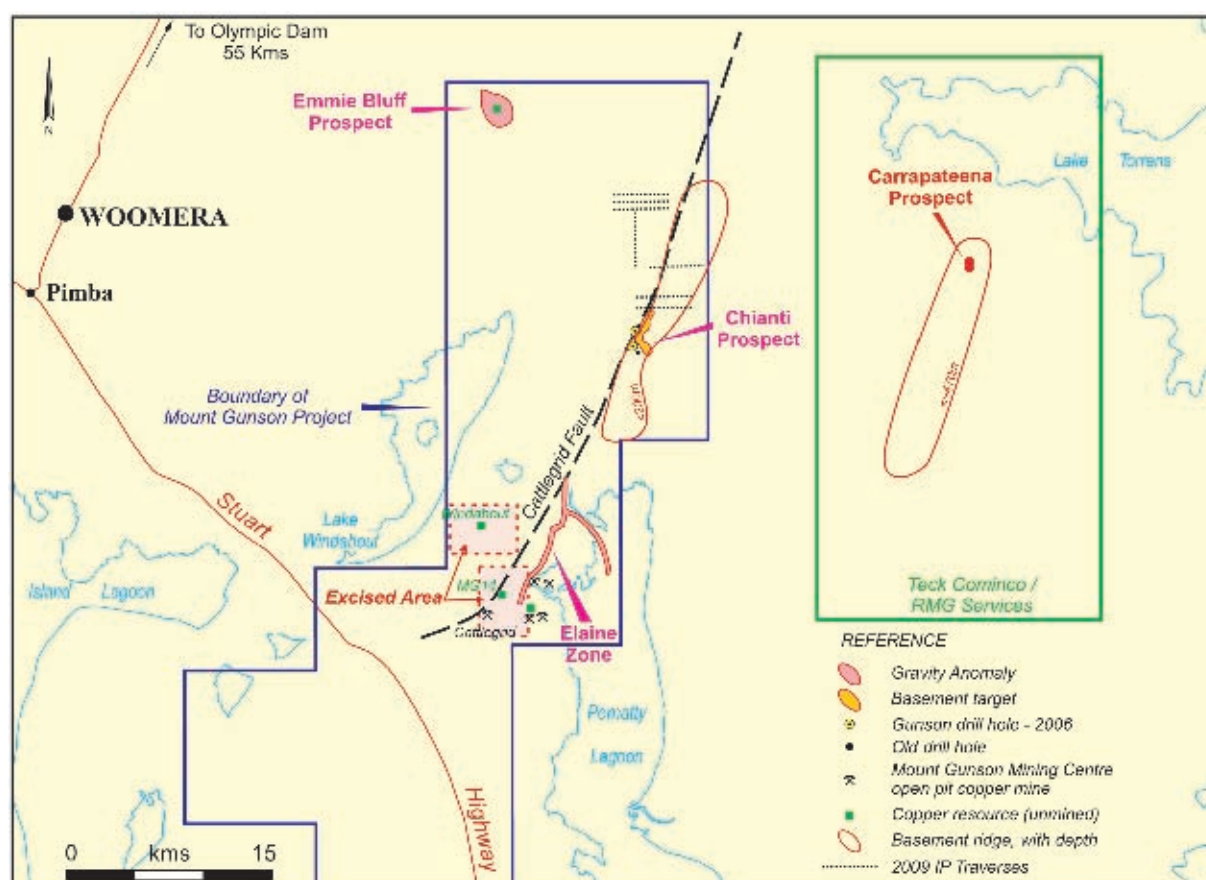 To Olympic Dam
55 Kms
N
Emmie Bluff
Prospect
WOOMERA
Pimba
Lake Torrens
Carrapateena
Prospect
Chianti
Prospect
Boundary of
Mount Gunson Project
Cattlegrid Fault
Stuart
Highway
Lake
Windabout
Windabout
Island Lagoon
Excised Area
MG14
Cattlegrid
Elaine
Zone
Pernatty
Lagoon
Teck Cominco /
RMG Services
REFERENCE
Gravity Anomaly
Basement target
Gunson drill hole - 2006
Old drill hole
Mount Gunson Mining Centre
open pit copper mine
Copper resource (unmined)
Basement ridge, with depth
2009 IP Traverses
0 kms 15